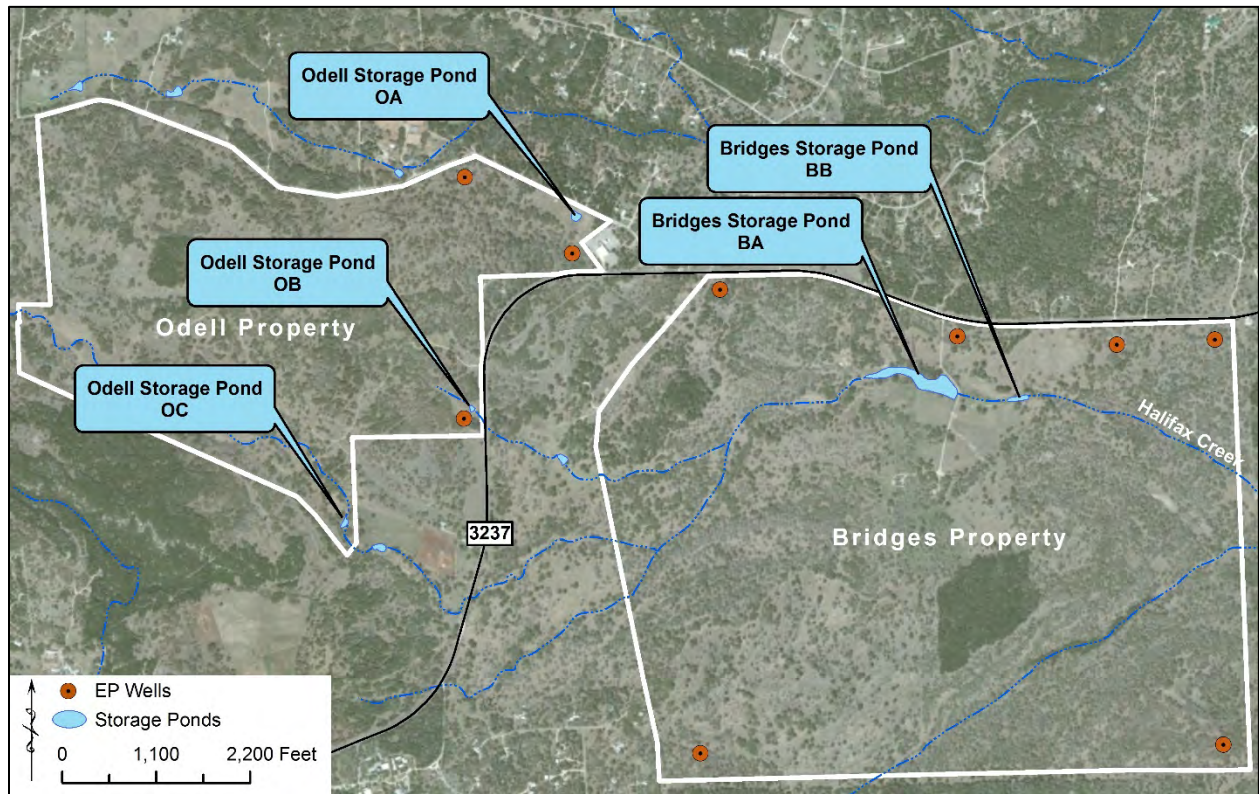 Odell Storage Pond
OA
Bridges Storage Pond
BB
Bridges Storage Pond
BA
Odell Storage Pond
OB
Odell Property
Odell Storage Pond
OC
Halifax Creek
3237
Bridges Property
EP Wells
Storage Ponds
0 1,100 2,200 Feet